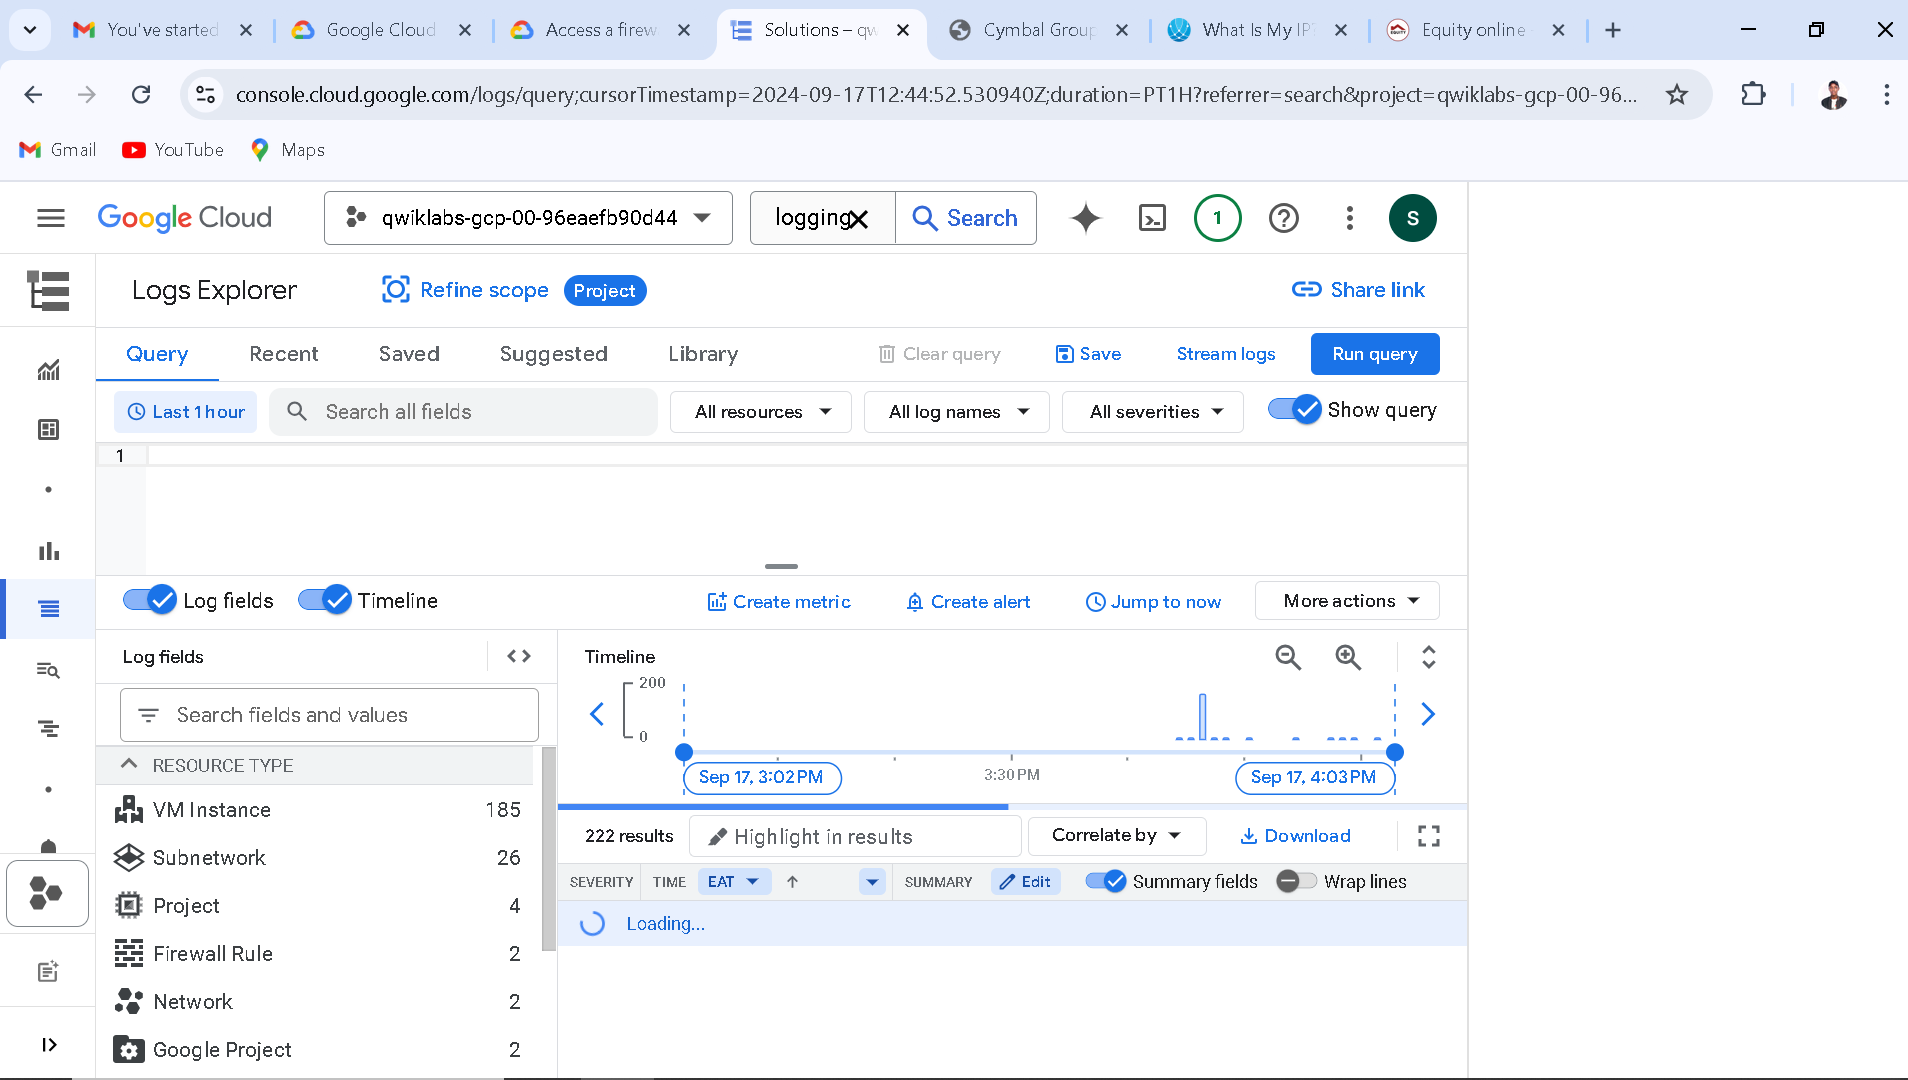 You've started
Google Cloud
Access a firew
Solutions – qw
Cymbal Group
What Is My IP
Equity online
console.cloud.google.com/logs/query;cursorTimestamp=2024-09-17T12:44:52.530940Z;duration=PT1H?referrer=search&project=qwiklabs-gcp-00-96...
Gmail
YouTube
Maps
Google Cloud
qwiklabs-gcp-00-96eaefb90d44
logging
Search
1
S
Logs Explorer
Refine scope
Project
Share link
Query
Recent
Saved
Suggested
Library
Clear query
Save
Stream logs
Run query
Last 1 hour
Search all fields
All resources
All log names
All severities
Show query
1
Log fields
Timeline
Create metric
Create alert
Jump to now
More actions
Log fields
Search fields and values
RESOURCE TYPE
VM Instance 185
Subnetwork 26
Project 4
Firewall Rule 2
Network 2
Google Project 2
Timeline
200
0
Sep 17, 3:02 PM
3:30 PM
Sep 17, 4:03 PM
222 results
Highlight in results
Correlate by
Download
SEVERITY
TIME
EAT
SUMMARY
Edit
Summary fields
Wrap lines
Loading...